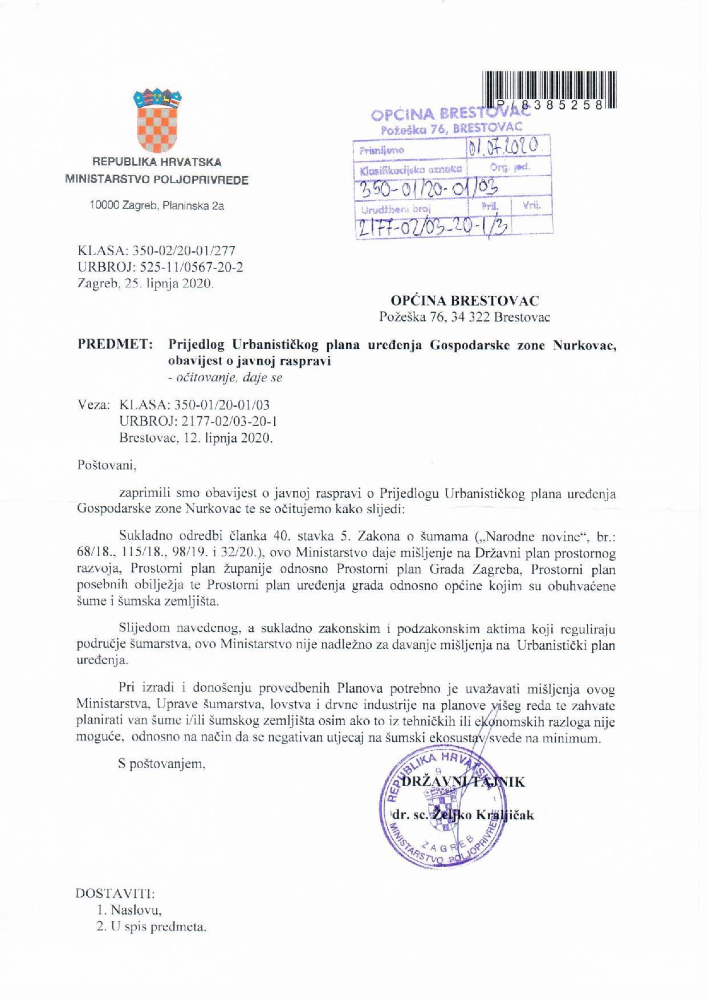 P/8385258
OPĆINA BRESTOVAC
Požeška 76, BRESTOVAC
Primljeno 01.07.2020.
Klasifikacijska oznaka Org. jed.
350-01/20-01/03
Urudžbeni broj Pril. Vrij.
2177-02/03-20-1/3
REPUBLIKA HRVATSKA
MINISTARSTVO POLJOPRIVREDE
10000 Zagreb, Planinska 2a
KLASA: 350-02/20-01/277
URBROJ: 525-11/0567-20-2
Zagreb, 25. lipnja 2020.
OPĆINA BRESTOVAC
Požeška 76, 34 322 Brestovac
PREDMET: Prijedlog Urbanističkog plana uređenja Gospodarske zone Nurkovac,
obavijest o javnoj raspravi
- očitovanje, daje se
Veza: KLASA: 350-01/20-01/03
URBROJ: 2177-02/03-20-1
Brestovac, 12. lipnja 2020.
Poštovani,
zaprimili smo obavijest o javnoj raspravi o Prijedlogu Urbanističkog plana uređenja
Gospodarske zone Nurkovac te se očitujemo kako slijedi:
Sukladno odredbi članka 40. stavka 5. Zakona o šumama („Narodne novine“, br.:
68/18., 115/18., 98/19. i 32/20.), ovo Ministarstvo daje mišljenje na Državni plan prostornog
razvoja, Prostorni plan županije odnosno Prostorni plan Grada Zagreba, Prostorni plan
posebnih obilježja te Prostorni plan uređenja grada odnosno općine kojim su obuhvaćene
šume i šumska zemljišta.
Slijedom navedenog, a sukladno zakonskim i podzakonskim aktima koji reguliraju
područje šumarstva, ovo Ministarstvo nije nadležno za davanje mišljenja na Urbanistički plan
uređenja.
Pri izradi i donošenju provedbenih Planova potrebno je uvažavati mišljenja ovog
Ministarstva, Uprave šumarstva, lovstva i drvne industrije na planove višeg reda te zahvate
planirati van šume i/ili šumskog zemljišta osim ako to iz tehničkih ili ekonomskih razloga nije
moguće, odnosno na način da se negativan utjecaj na šumski ekosustav svede na minimum.
S poštovanjem,
DRŽAVNI TAJNIK
dr. sc. Željko Kraljičak
REPUBLIKA HRVATSKA
9
MINISTARSTVO POLJOPRIVREDE
ZAGREB
DOSTAVITI:
1. Naslovu,
2. U spis predmeta.